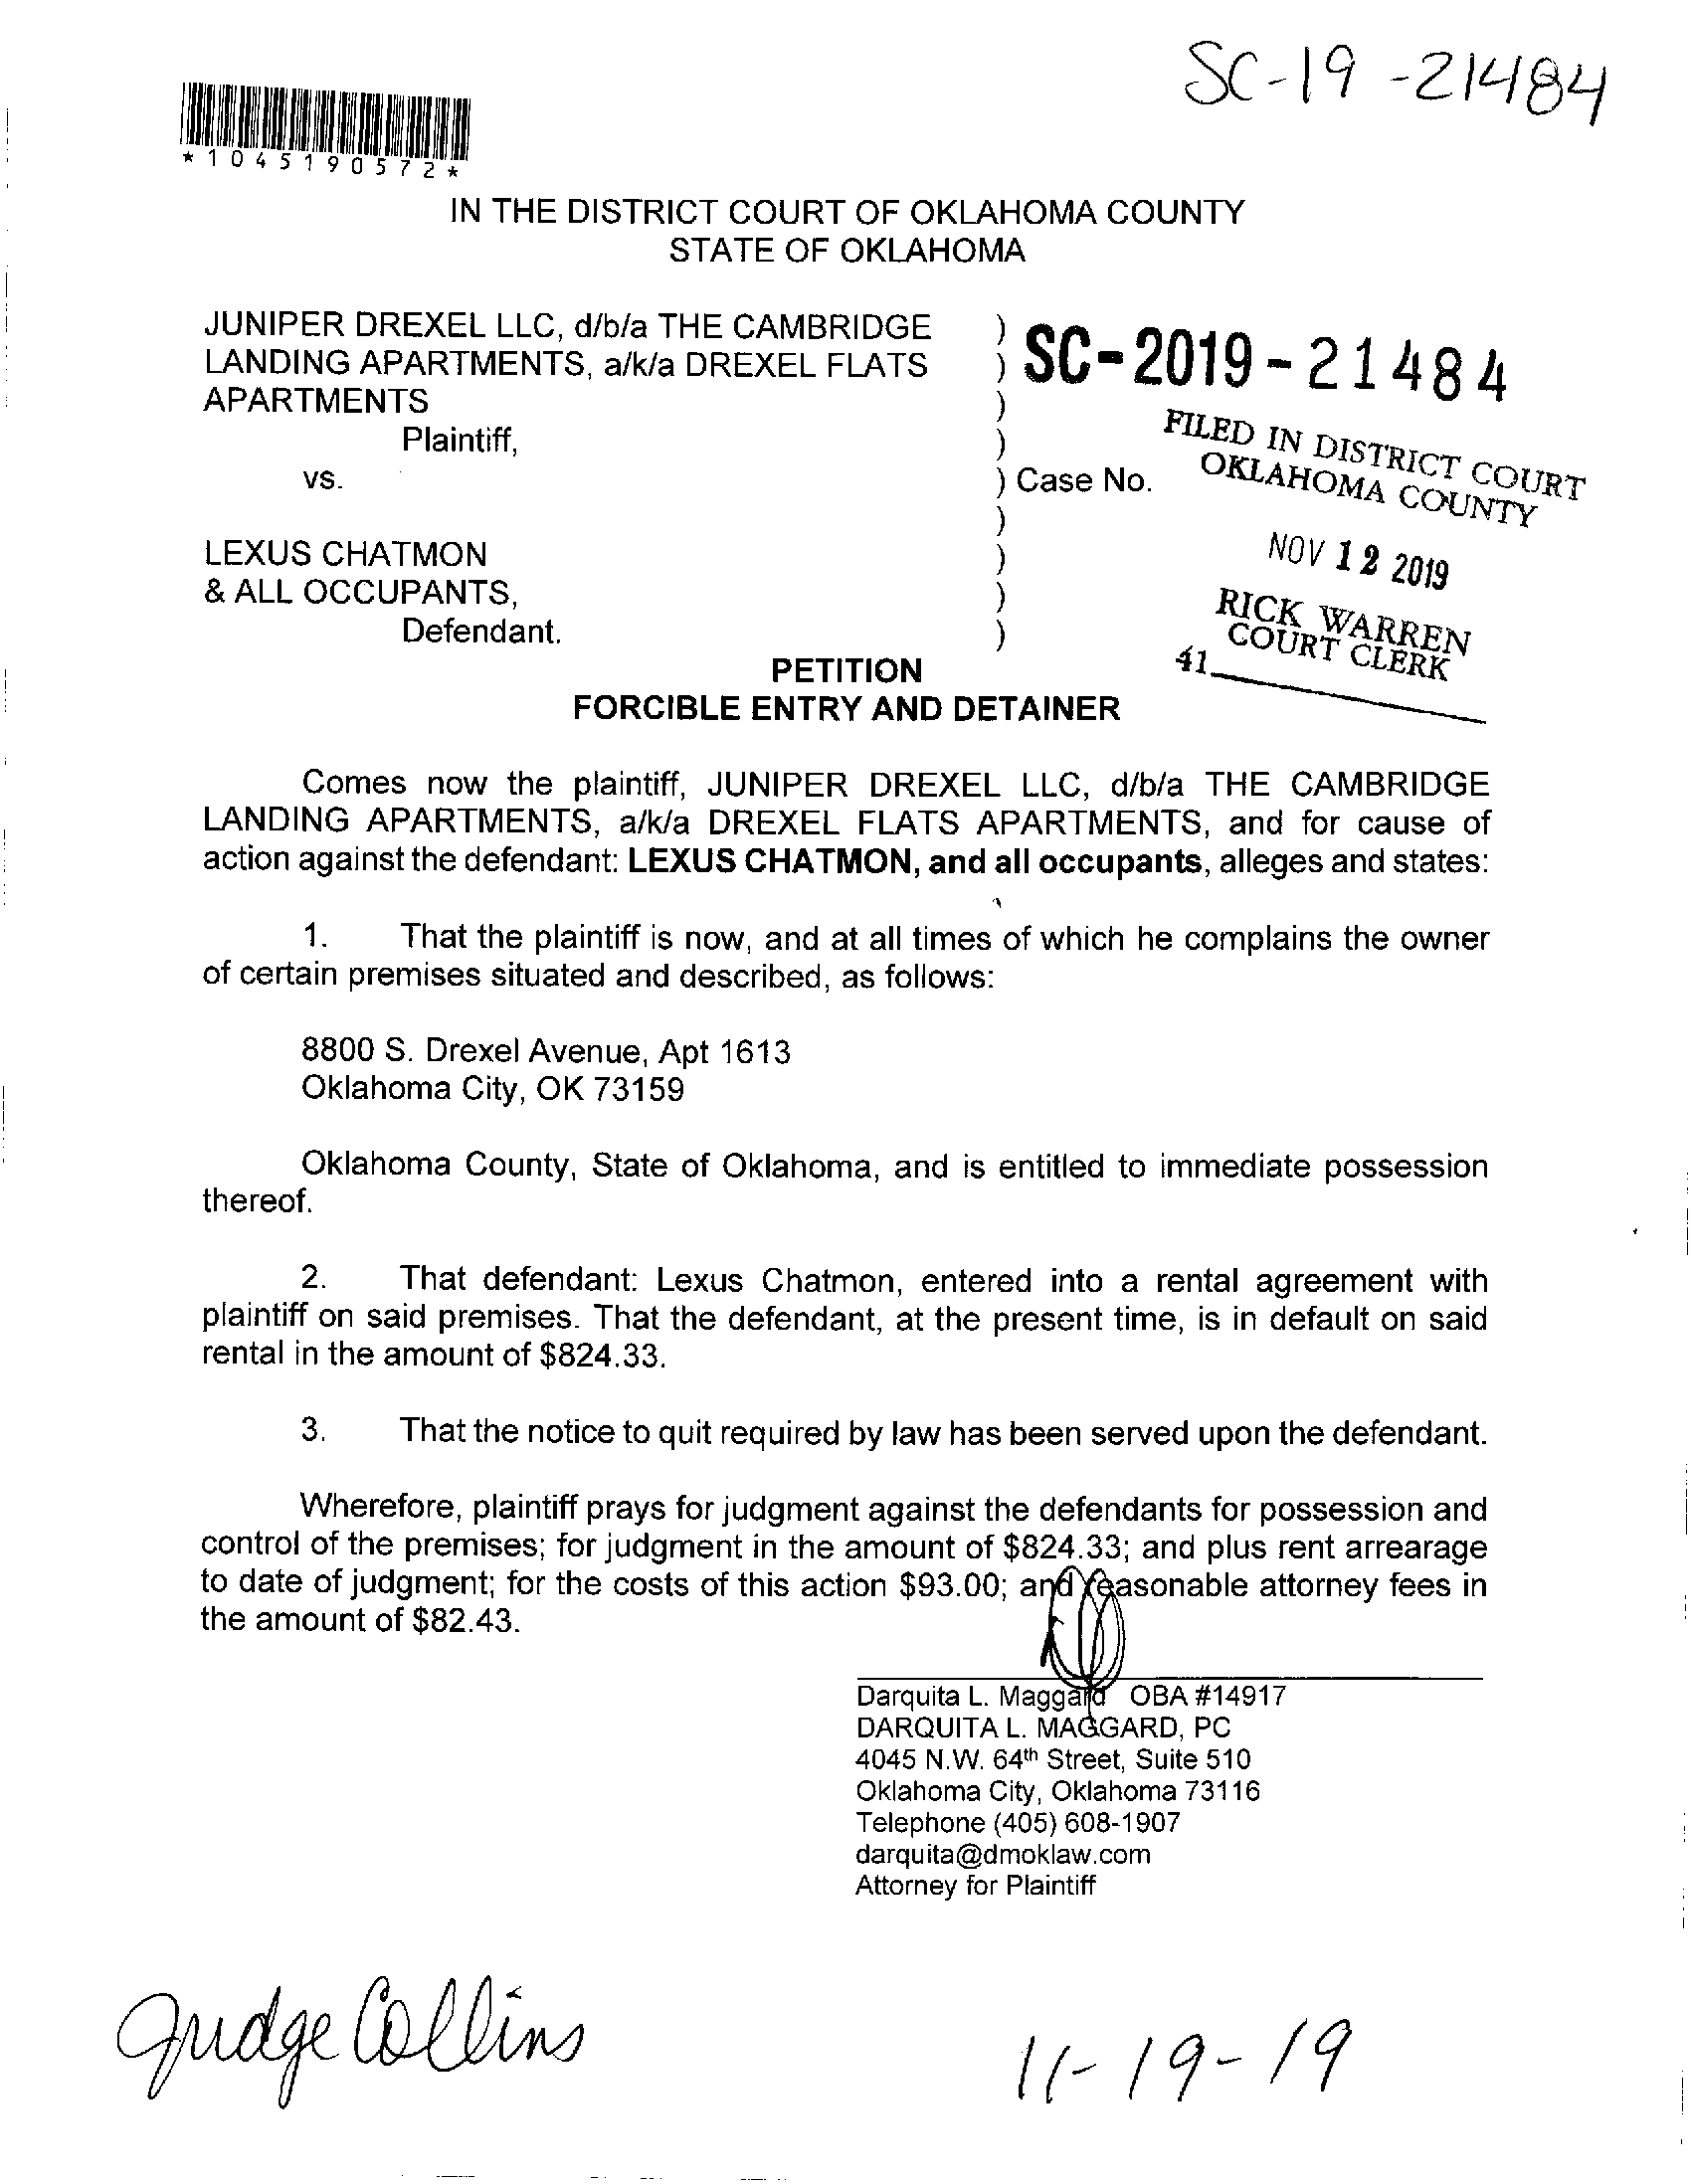 SC-19-21484
*1045190572*
IN THE DISTRICT COURT OF OKLAHOMA COUNTY
STATE OF OKLAHOMA
JUNIPER DREXEL LLC, d/b/a THE CAMBRIDGE )
LANDING APARTMENTS, a/k/a DREXEL FLATS )
APARTMENTS )
Plaintiff, )
vs. ) Case No.
)
LEXUS CHATMON )
& ALL OCCUPANTS, )
Defendant. )
SC-2019-21484
FILED IN DISTRICT COURT
OKLAHOMA COUNTY
NOV 12 2019
RICK WARREN
COURT CLERK
41
PETITION
FORCIBLE ENTRY AND DETAINER
Comes now the plaintiff, JUNIPER DREXEL LLC, d/b/a THE CAMBRIDGE
LANDING APARTMENTS, a/k/a DREXEL FLATS APARTMENTS, and for cause of
action against the defendant: LEXUS CHATMON, and all occupants, alleges and states:
1. That the plaintiff is now, and at all times of which he complains the owner
of certain premises situated and described, as follows:
8800 S. Drexel Avenue, Apt 1613
Oklahoma City, OK 73159
Oklahoma County, State of Oklahoma, and is entitled to immediate possession
thereof.
2. That defendant: Lexus Chatmon, entered into a rental agreement with
plaintiff on said premises. That the defendant, at the present time, is in default on said
rental in the amount of $824.33.
3. That the notice to quit required by law has been served upon the defendant.
Wherefore, plaintiff prays for judgment against the defendants for possession and
control of the premises; for judgment in the amount of $824.33; and plus rent arrearage
to date of judgment; for the costs of this action $93.00; and reasonable attorney fees in
the amount of $82.43.
Darquita L. Maggard OBA #14917
DARQUITA L. MAGGARD, PC
4045 N.W. 64th Street, Suite 510
Oklahoma City, Oklahoma 73116
Telephone (405) 608-1907
darquita@dmoklaw.com
Attorney for Plaintiff
Judge Collins
11-19-19